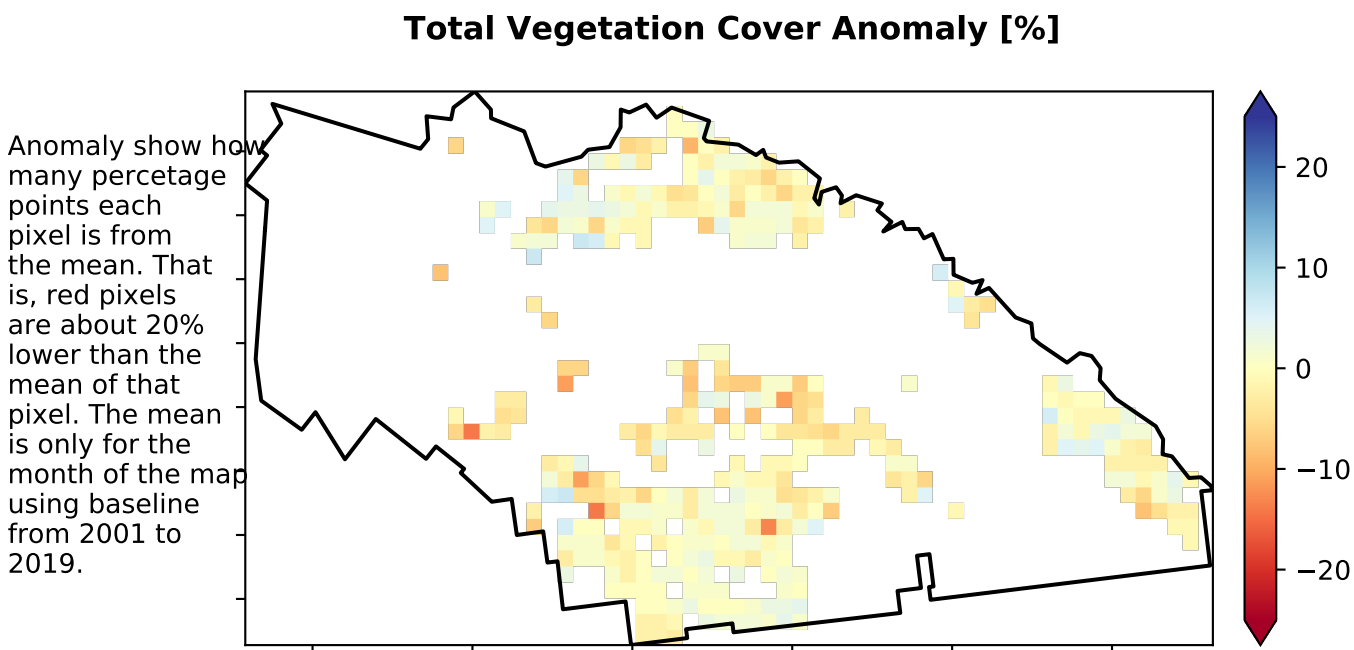 Total Vegetation Cover Anomaly [%]
Anomaly show how
many percetage
points each
pixel is from
the mean. That
is, red pixels
are about 20%
lower than the
mean of that
pixel. The mean
is only for the
month of the map
using baseline
from 2001 to
2019.
20
10
0
−10
−20